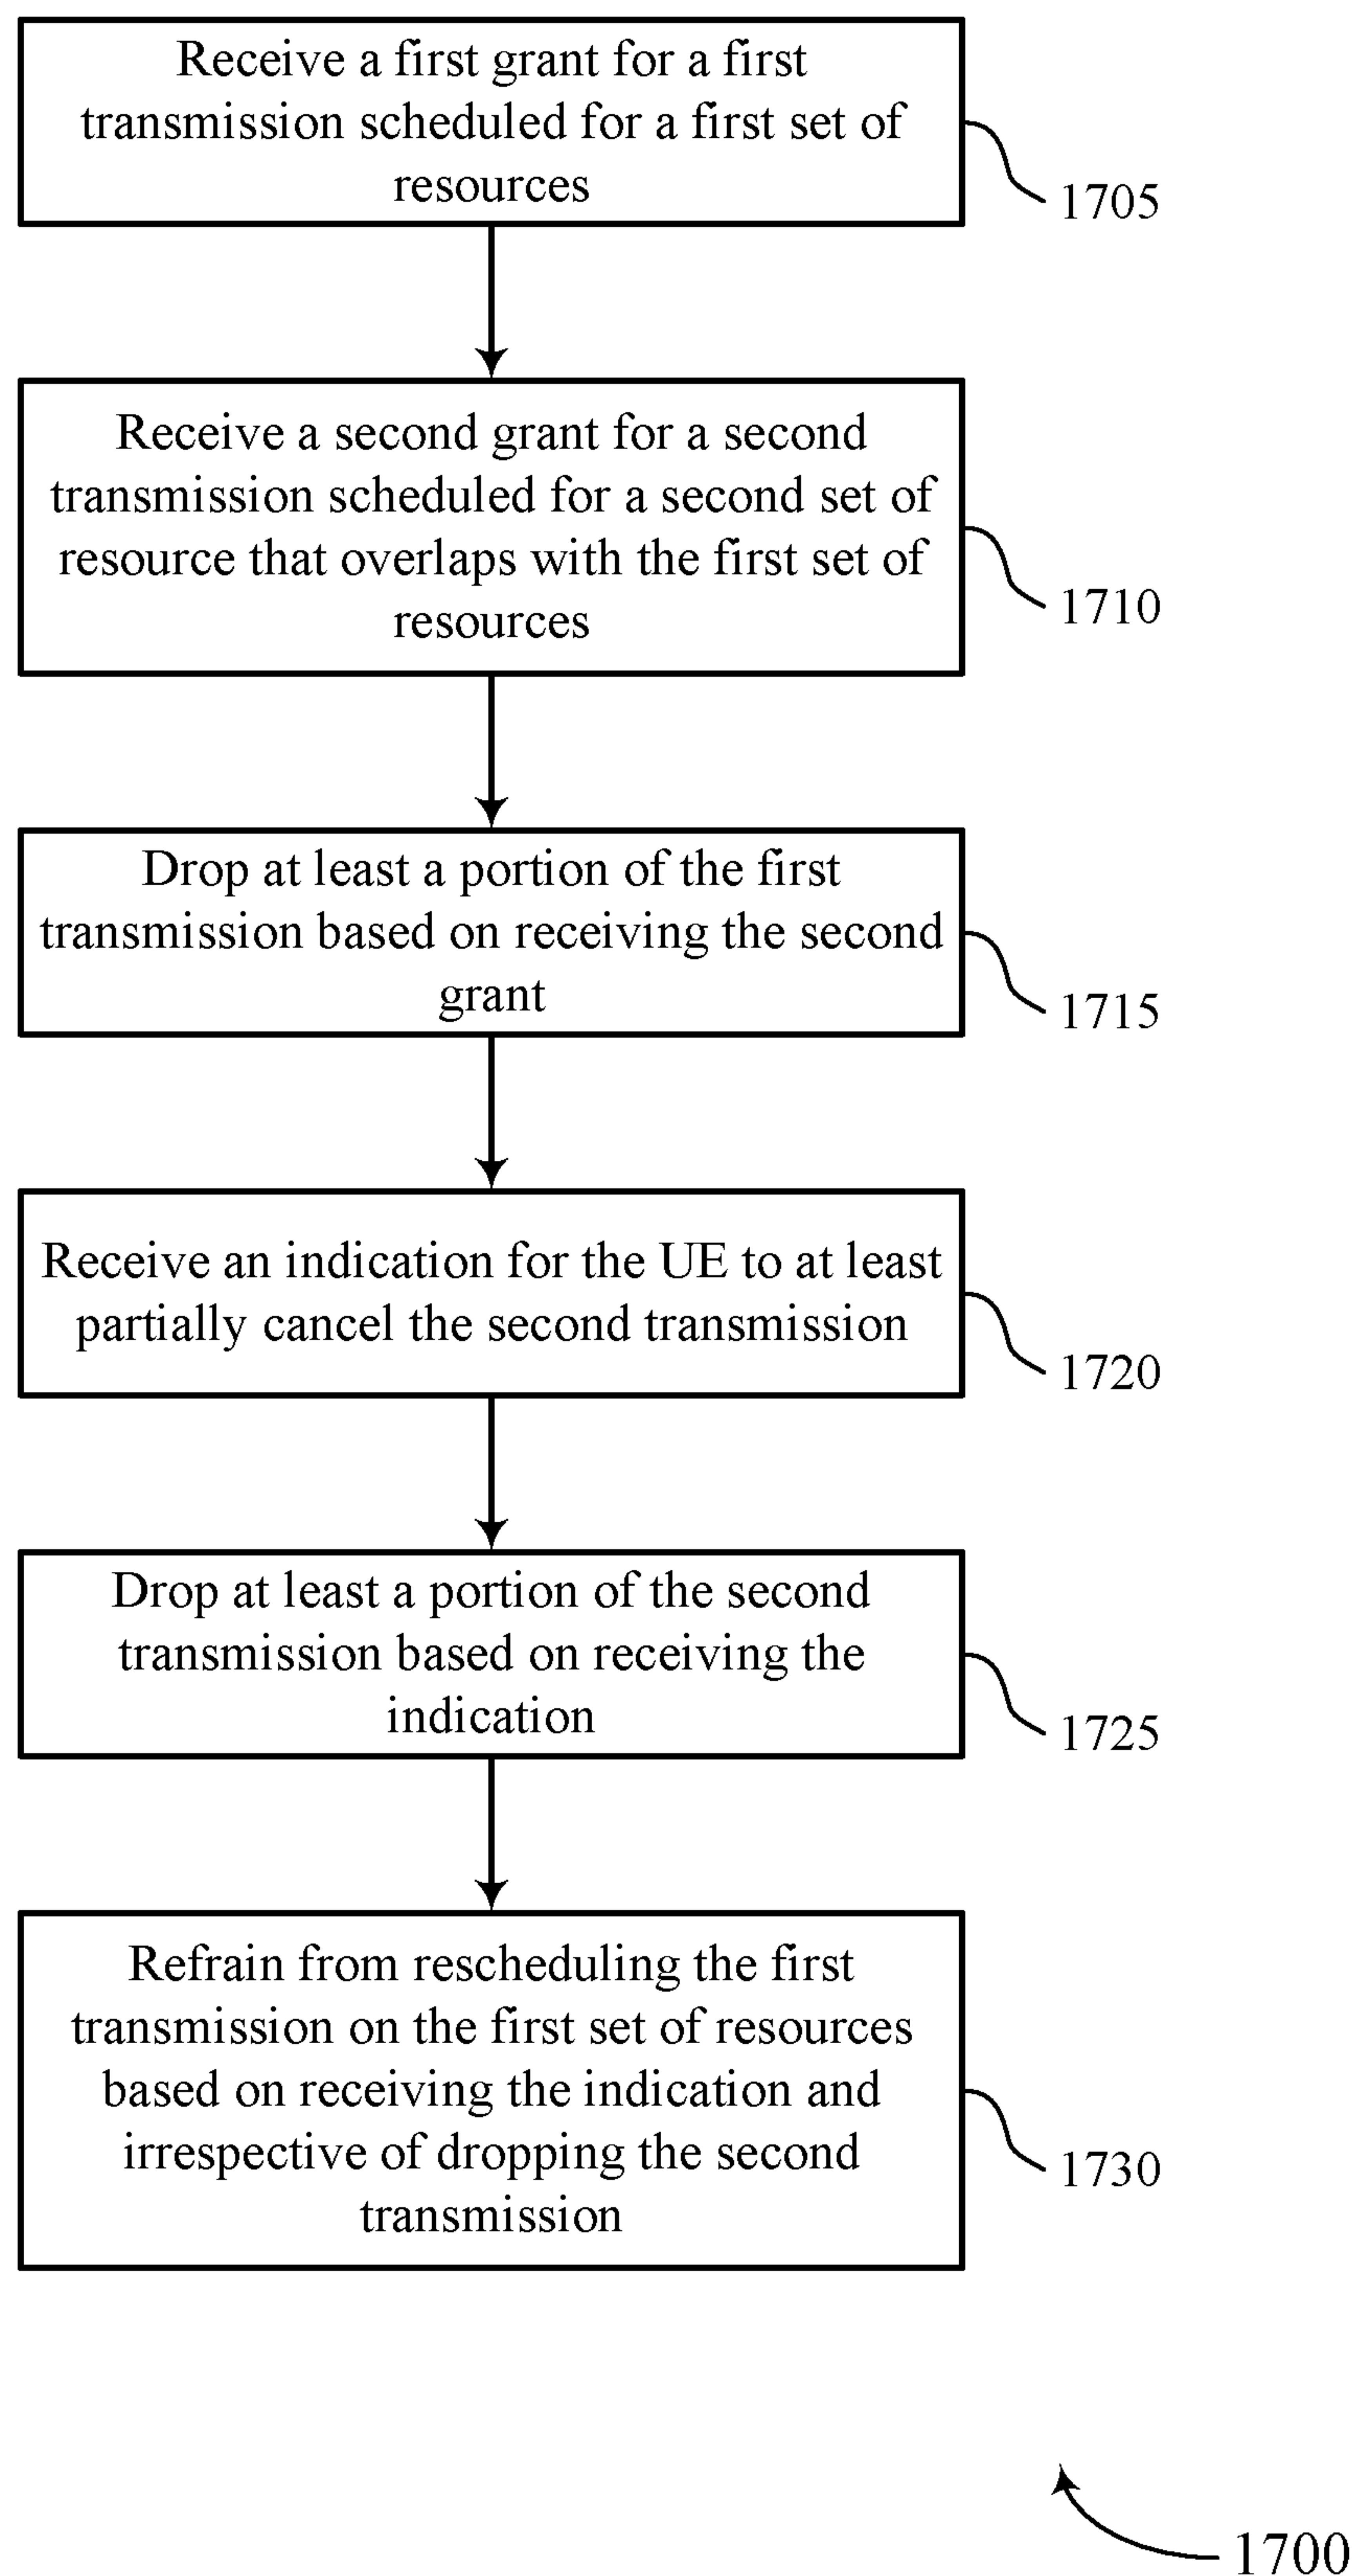 Receive a first grant for a first
transmission scheduled for a first set of
resources
1705
Receive a second grant for a second
transmission scheduled for a second set of
resource that overlaps with the first set of
resources
1710
Drop at least a portion of the first
transmission based on receiving the second
grant
1715
Receive an indication for the UE to at least
partially cancel the second transmission
1720
Drop at least a portion of the second
transmission based on receiving the
indication
1725
Refrain from rescheduling the first
transmission on the first set of resources
based on receiving the indication and
irrespective of dropping the second
transmission
1730
1700